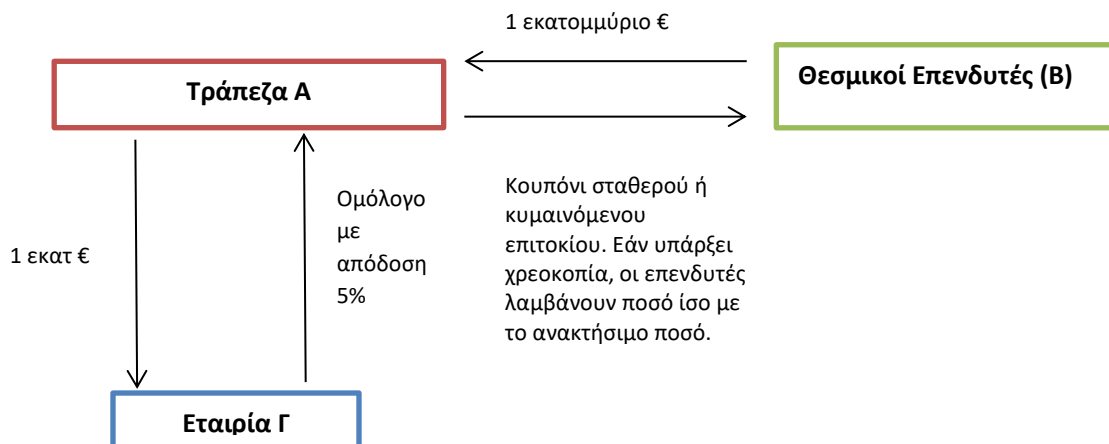 1 εκατομμύριο €
Τράπεζα Α
Θεσμικοί Επενδυτές (Β)
1 εκατ €
Ομόλογο
με
απόδοση
5%
Κουπόνι σταθερού ή
κυμαινόμενου
επιτοκίου. Εάν υπάρξει
χρεοκοπία, οι επενδυτές
λαμβάνουν ποσό ίσο με
το ανακτήσιμο ποσό.
Εταιρία Γ